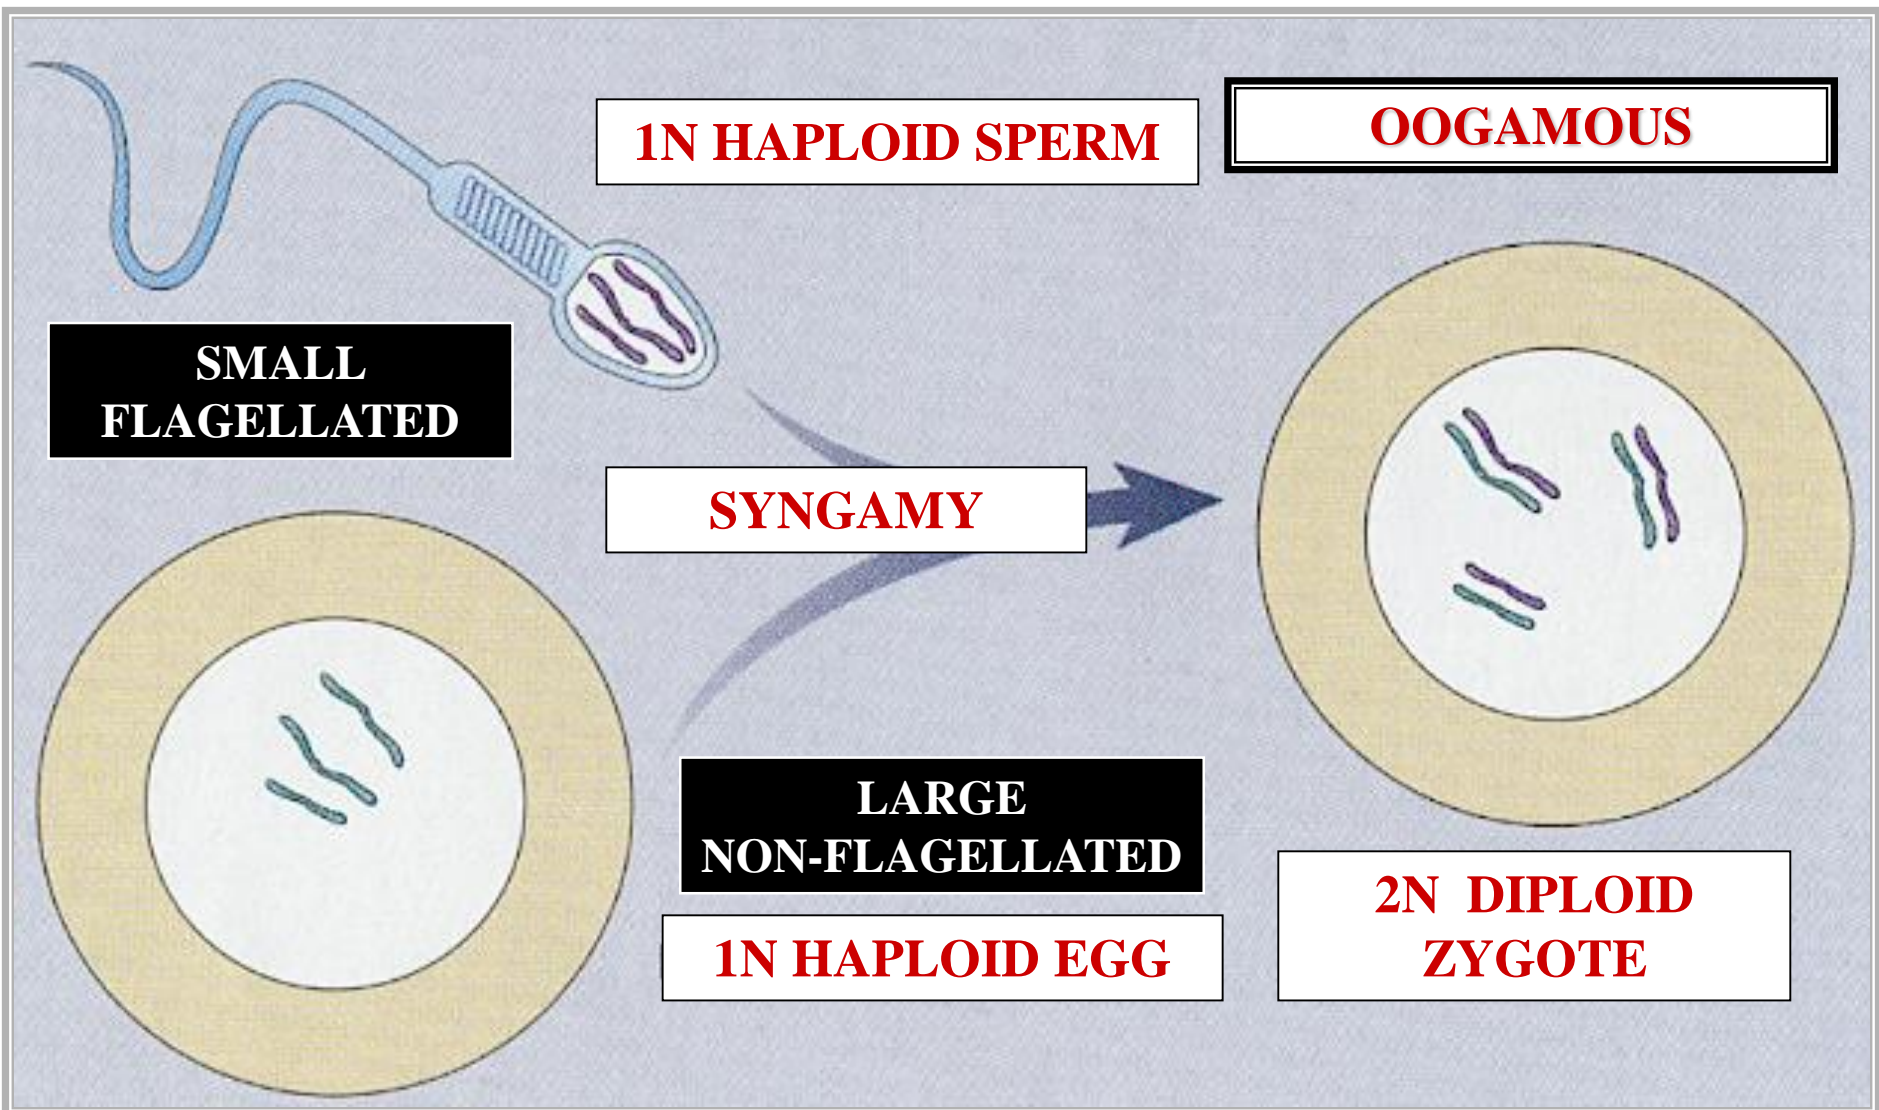 1N HAPLOID SPERM
OOGAMOUS
SMALL
FLAGELLATED
SYNGAMY
LARGE
NON-FLAGELLATED
1N HAPLOID EGG
2N DIPLOID
ZYGOTE